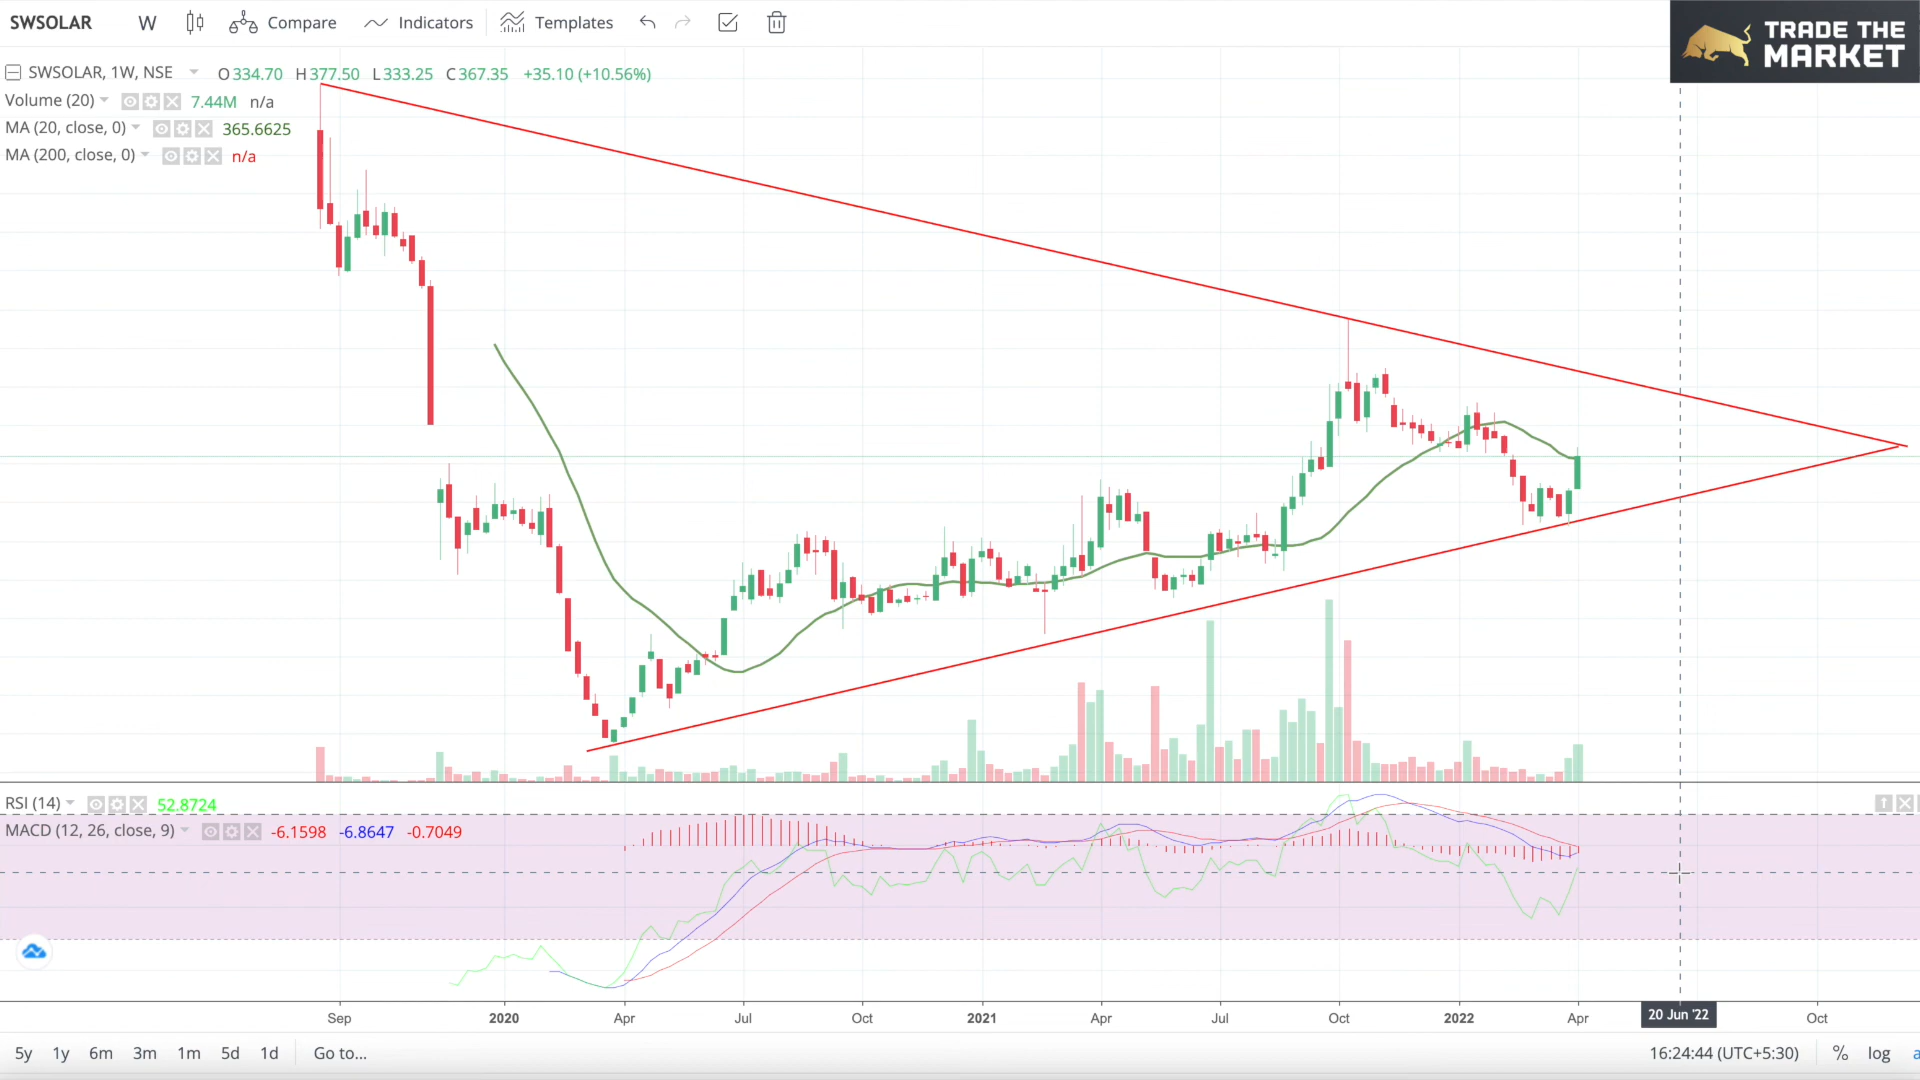 SWSOLAR W Compare Indicators Templates
TRADE THE
MARKET
SWSOLAR, 1W, NSE O334.70 H377.50 L333.25 C367.35 +35.10 (+10.56%)
Volume (20) 7.44M n/a
MA (20, close, 0) 365.6625
MA (200, close, 0) n/a
RSI (14) 52.8724
MACD (12, 26, close, 9) -6.1598 -6.8647 -0.7049
Sep 2020 Apr Jul Oct 2021 Apr Jul Oct 2022 Apr 20 Jun '22 Oct
5y 1y 6m 3m 1m 5d 1d Go to... 16:24:44 (UTC+5:30) % log